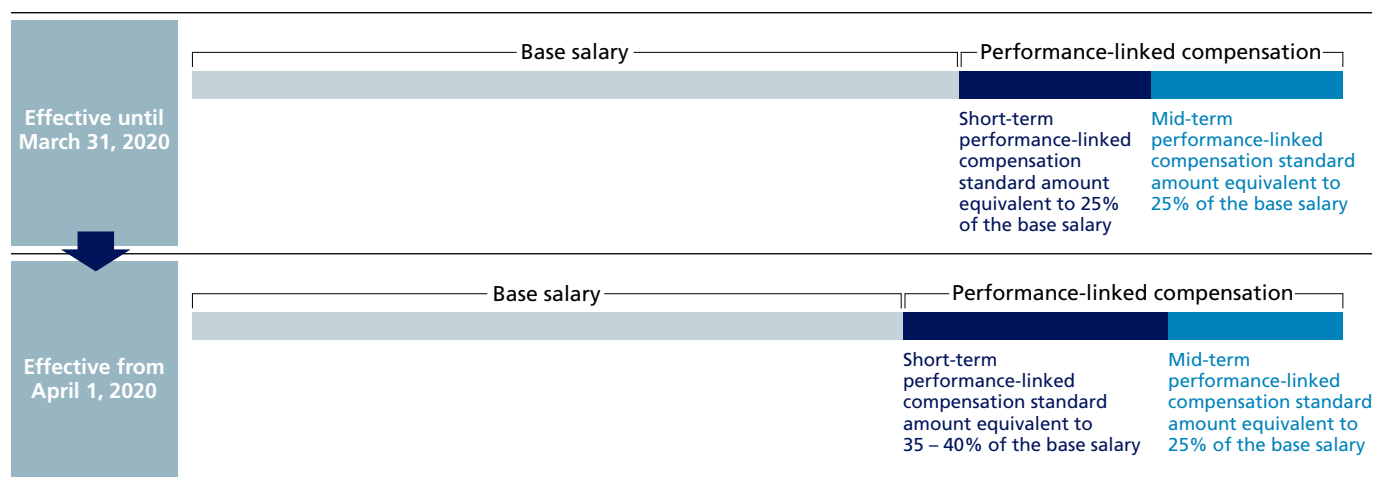 Effective until
March 31, 2020
Base salary
Performance-linked compensation
Short-term
performance-linked
compensation
standard amount
equivalent to 25%
of the base salary
Mid-term
performance-linked
compensation standard
amount equivalent to
25% of the base salary
Effective from
April 1, 2020
Base salary
Performance-linked compensation
Short-term
performance-linked
compensation standard
amount equivalent to
35 – 40% of the base salary
Mid-term
performance-linked
compensation standard
amount equivalent to
25% of the base salary